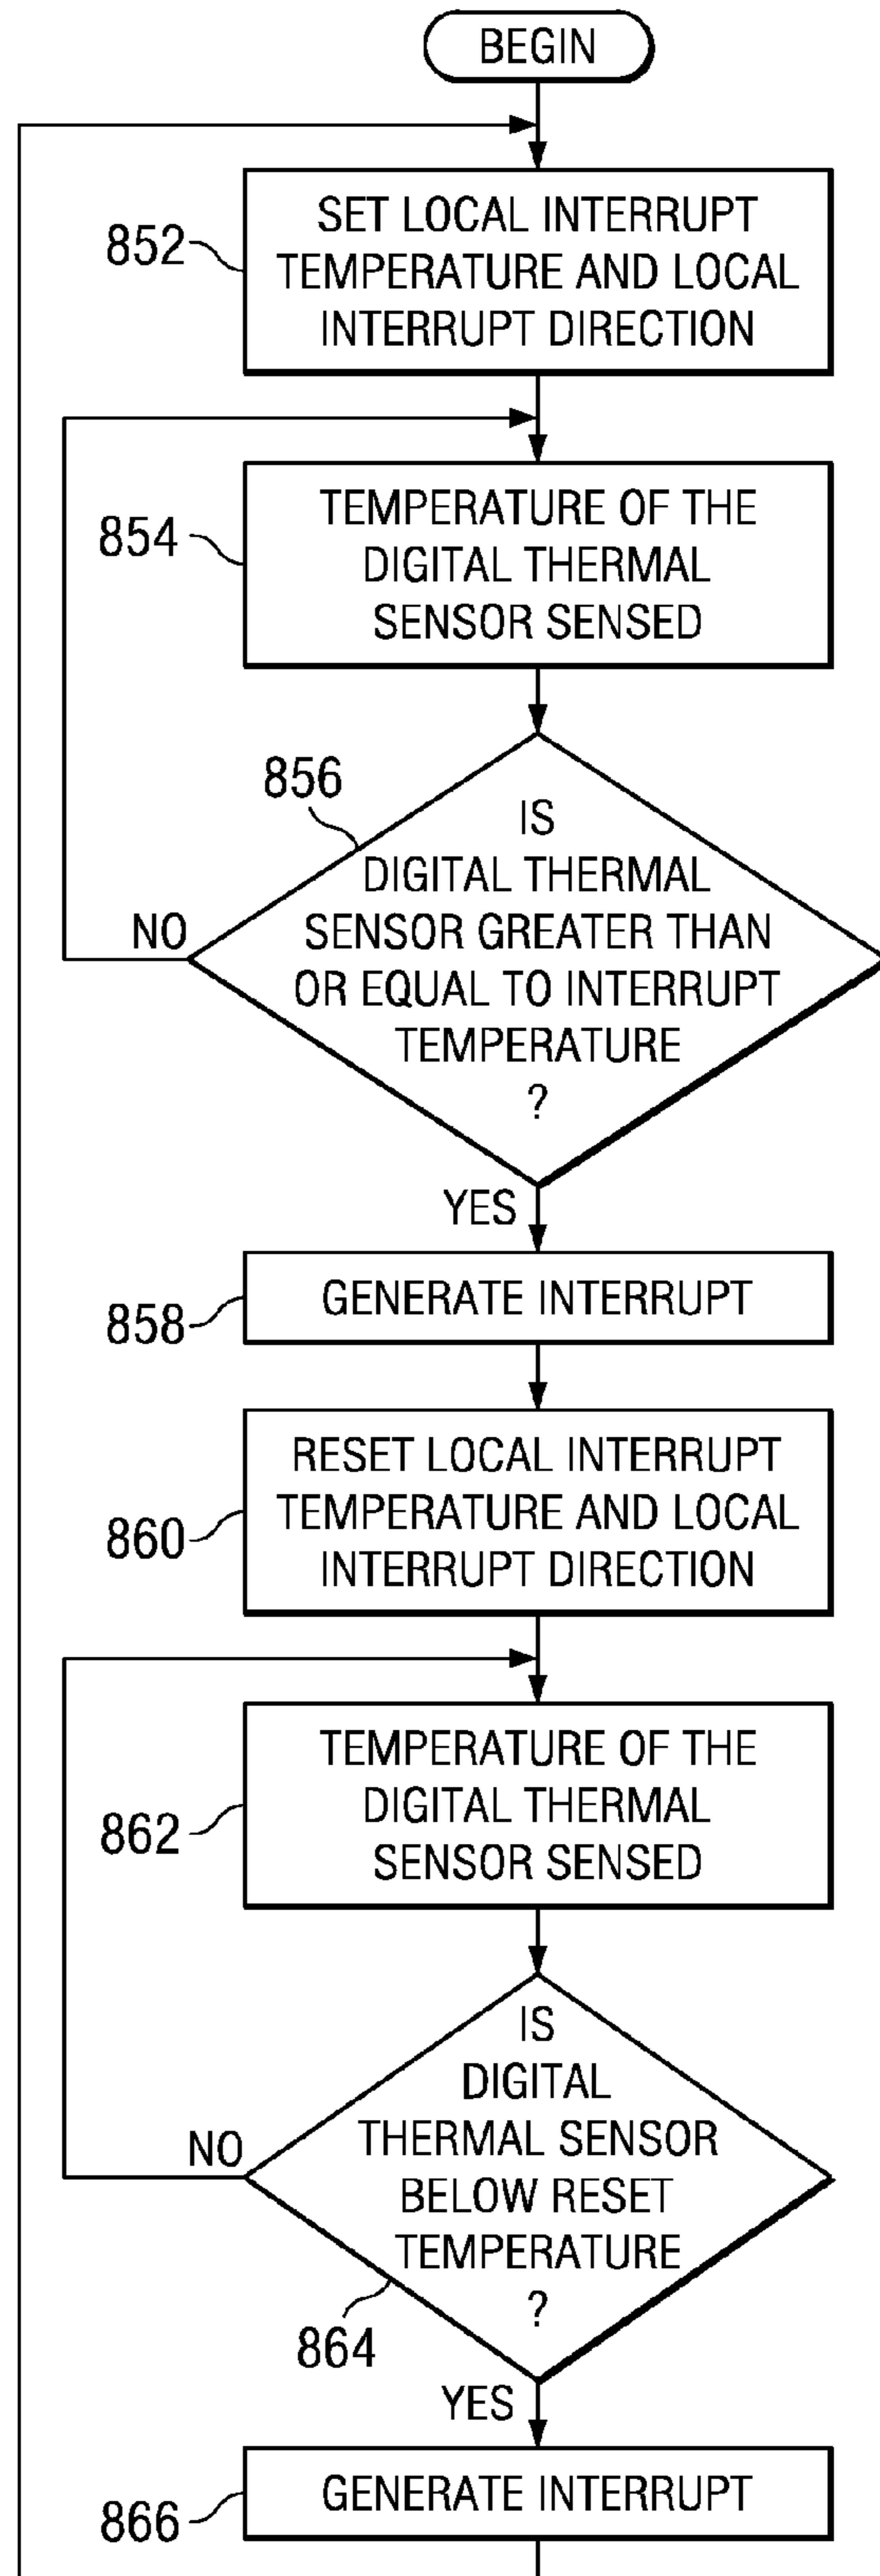 BEGIN
852
SET LOCAL INTERRUPT
TEMPERATURE AND LOCAL
INTERRUPT DIRECTION
854
TEMPERATURE OF THE
DIGITAL THERMAL
SENSOR SENSED
856
IS
DIGITAL THERMAL
SENSOR GREATER THAN
OR EQUAL TO INTERRUPT
TEMPERATURE
?
NO
YES
858
GENERATE INTERRUPT
860
RESET LOCAL INTERRUPT
TEMPERATURE AND LOCAL
INTERRUPT DIRECTION
862
TEMPERATURE OF THE
DIGITAL THERMAL
SENSOR SENSED
IS
DIGITAL
THERMAL SENSOR
BELOW RESET
TEMPERATURE
?
NO
864
YES
866
GENERATE INTERRUPT